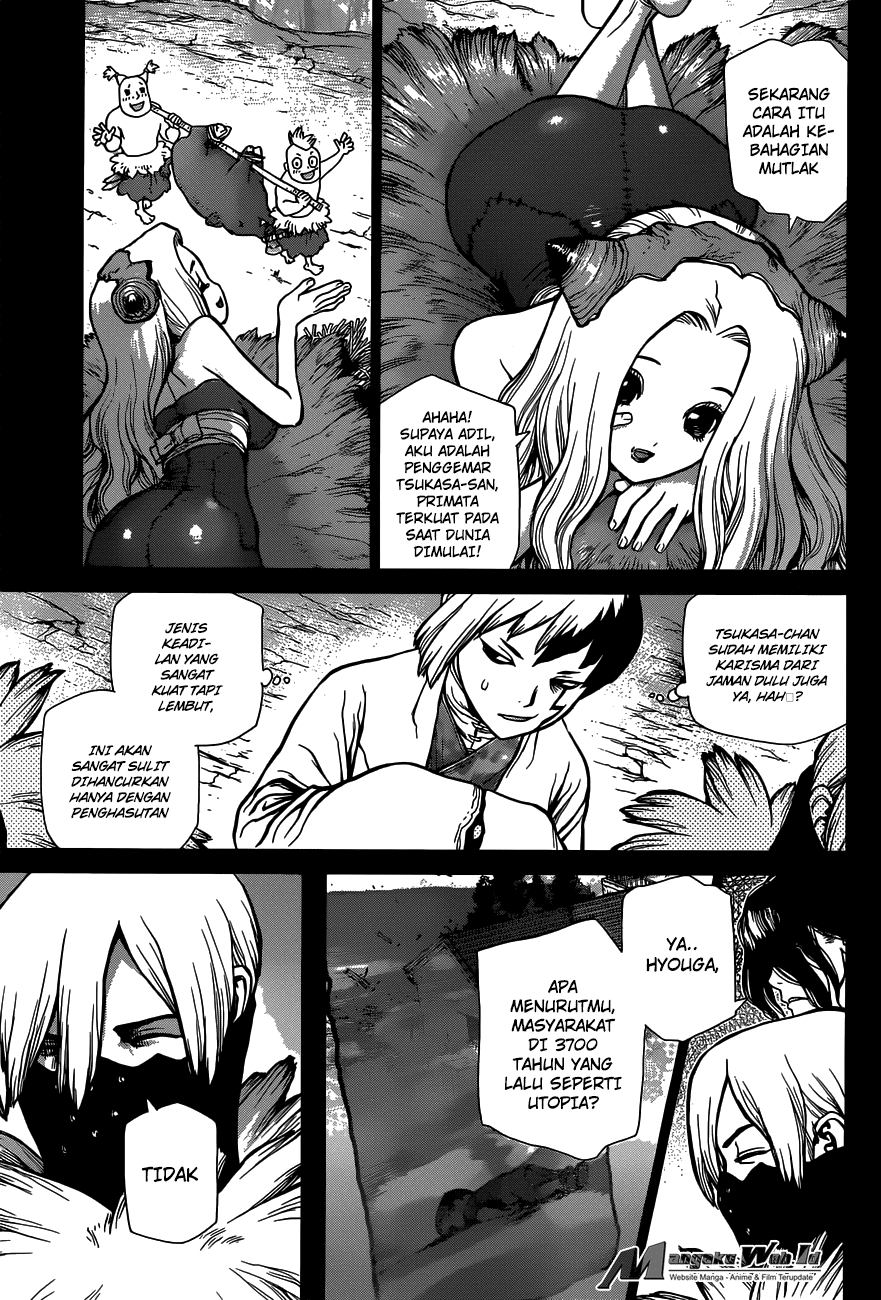 SEKARANG
CARA ITU
ADALAH KE-
BAHAGIAN
MUTLAK
AHAHA!
SUPAYA ADIL,
AKU ADALAH
PENGGEMAR
TSUKASA-SAN,
PRIMATA
TERKUAT PADA
SAAT DUNIA
DIMULAI!
TSUKASA-CHAN
SUDAH MEMILIKI
KARISMA DARI
JAMAN DULU JUGA
YA, HAH□?
JENIS
KEADI-
LAN YANG
SANGAT
KUAT TAPI
LEMBUT,
INI AKAN
SANGAT SULIT
DIHANCURKAN
HANYA DENGAN
PENGHASUTAN
YA..
HYOUGA,
APA
MENURUTMU,
MASYARAKAT
DI 3700
TAHUN YANG
LALU SEPERTI
UTOPIA?
TIDAK
Mangaku Web.Id
Website Manga - Anime & Film Terupdate